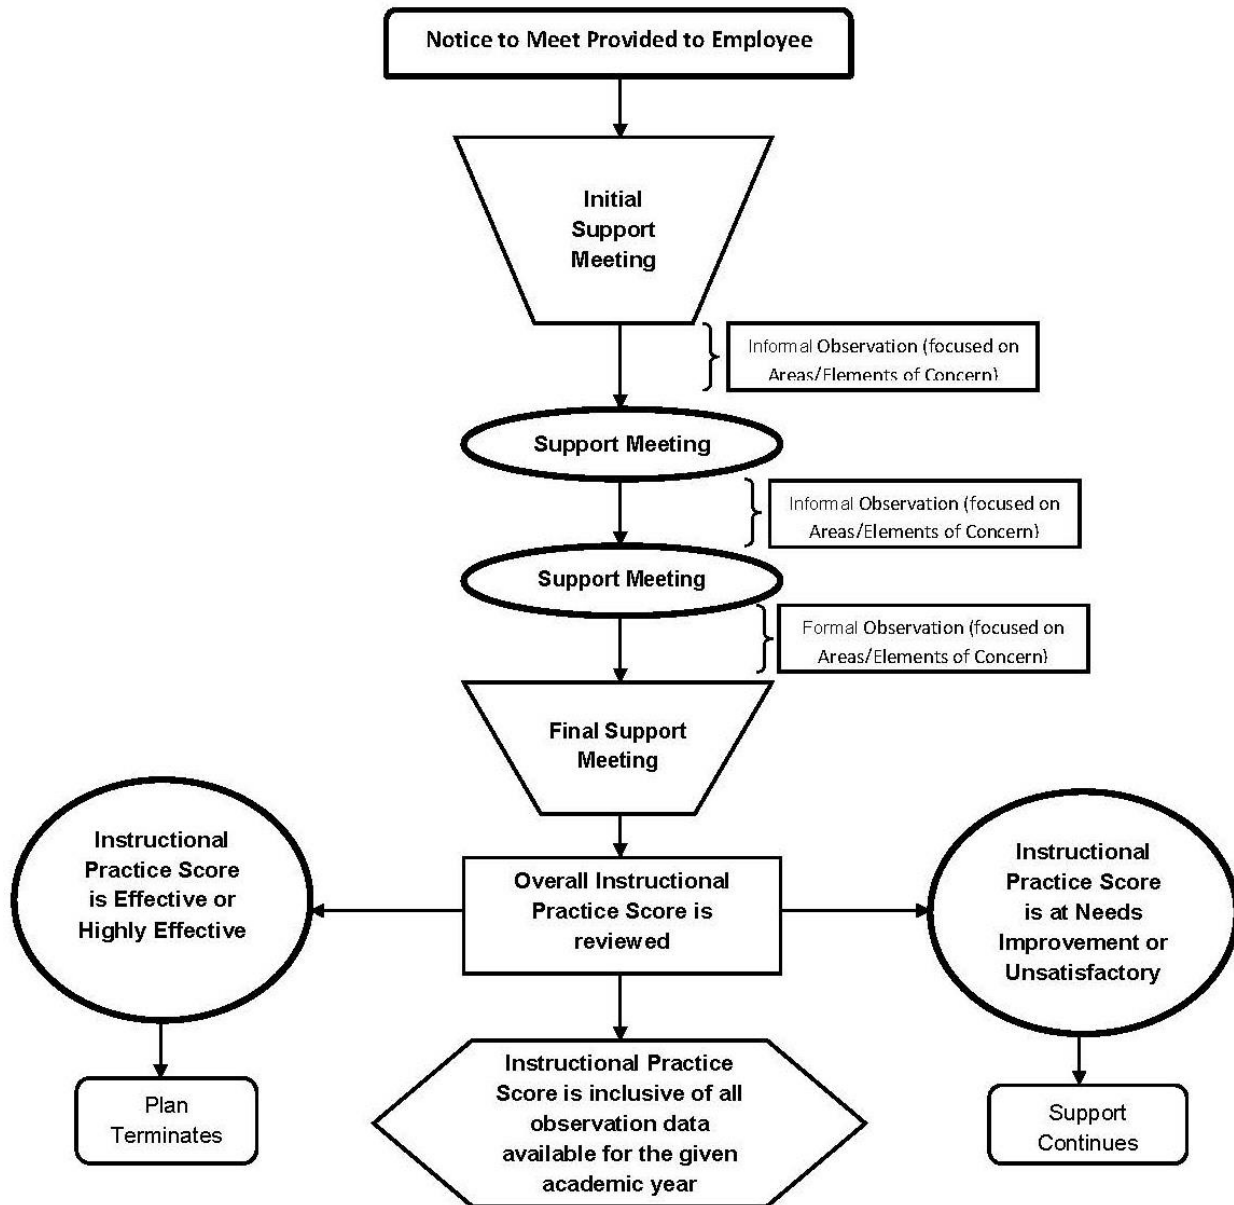 Notice to Meet Provided to Employee
Initial
Support
Meeting
Informal Observation (focused on
Areas/Elements of Concern)
Support Meeting
Informal Observation (focused on
Areas/Elements of Concern)
Support Meeting
Formal Observation (focused on
Areas/Elements of Concern)
Final Support
Meeting
Instructional
Practice Score
is Effective or
Highly Effective
Overall Instructional
Practice Score is
reviewed
Instructional
Practice Score
is at Needs
Improvement or
Unsatisfactory
Plan
Terminates
Instructional Practice
Score is inclusive of all
observation data
available for the given
academic year
Support
Continues